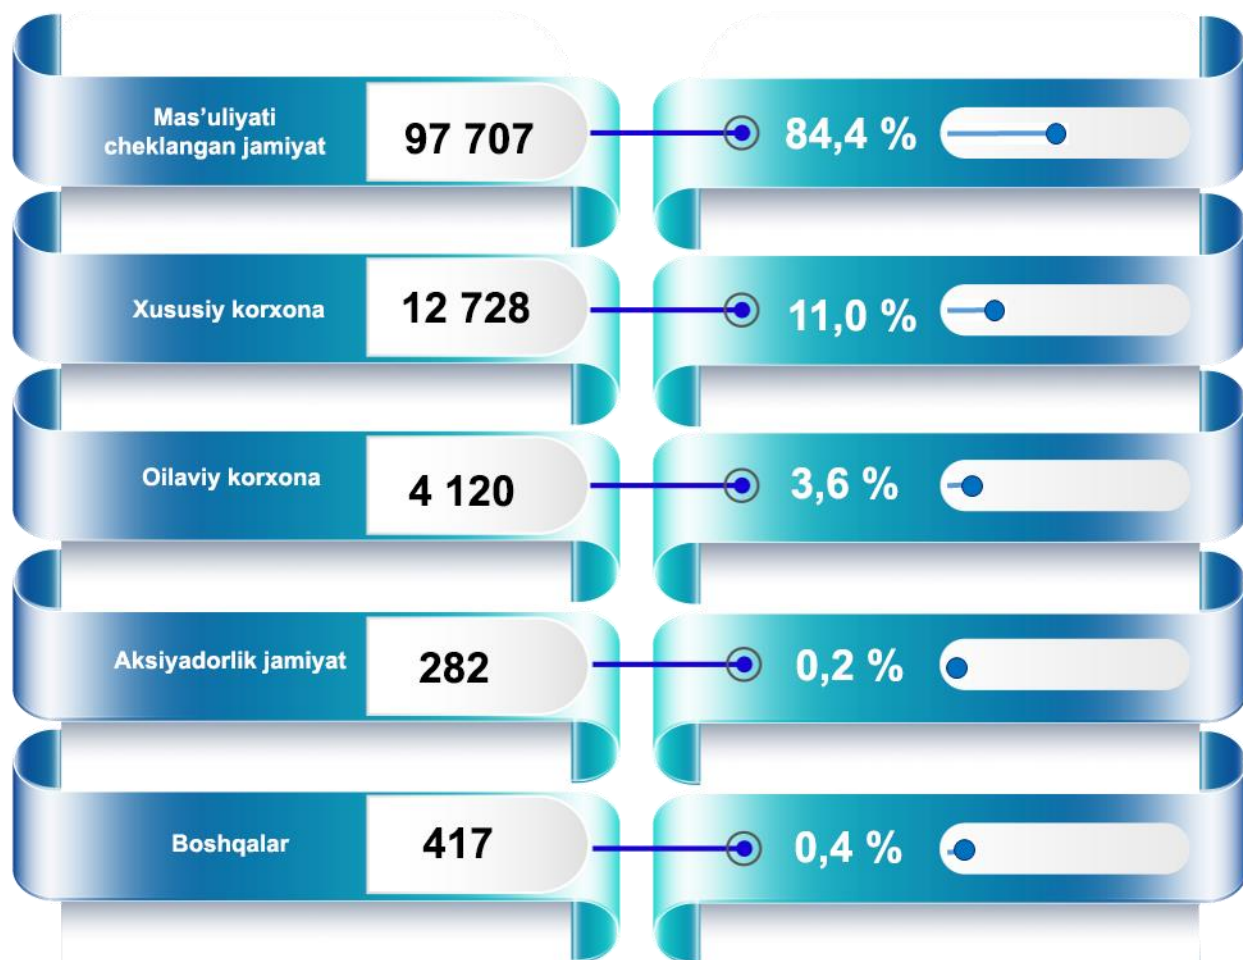 Mas’uliyati
cheklangan jamiyat
97 707
84,4 %
Xususiy korxona
12 728
11,0 %
Oilaviy korxona
4 120
3,6 %
Aksiyadorlik jamiyat
282
0,2 %
Boshqalar
417
0,4 %